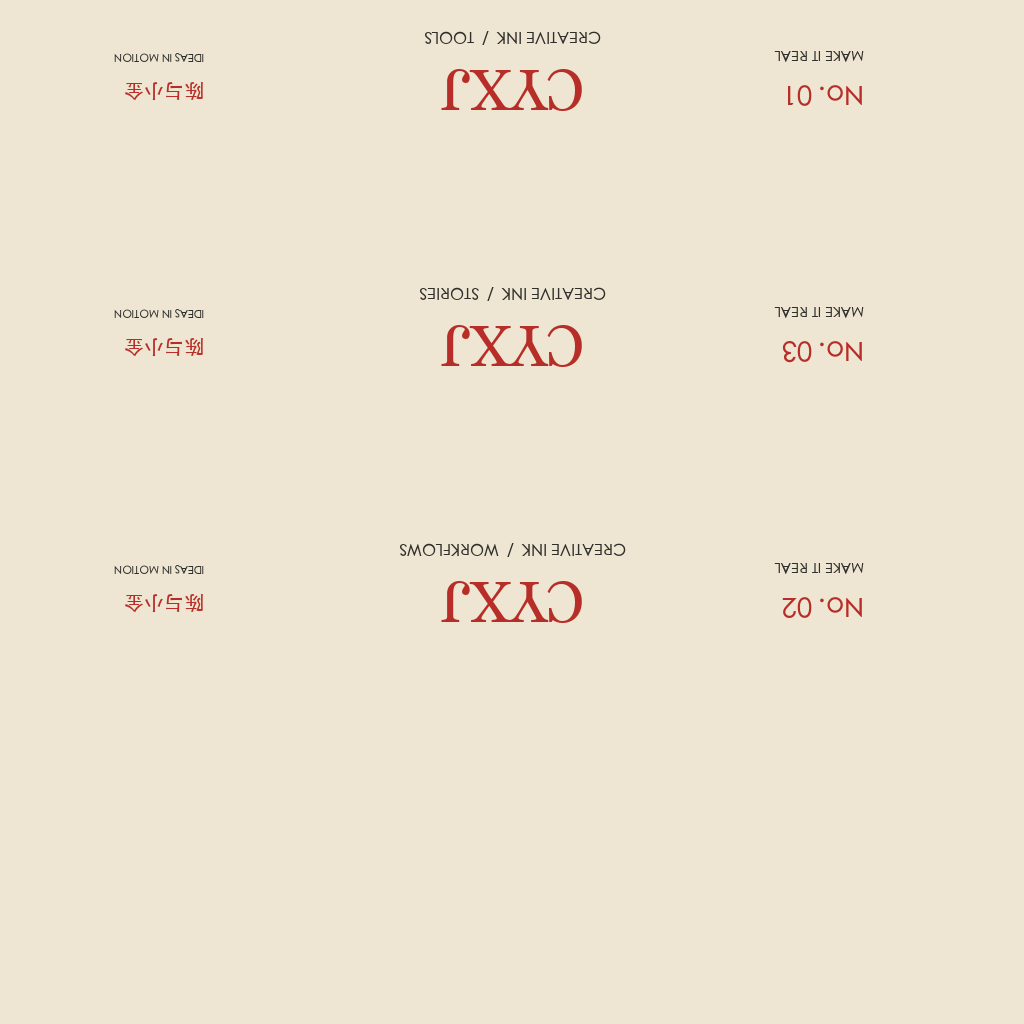 No. 02
MAKE IT REAL
CYXJ
CREATIVE INK / WORKFLOWS
陈与小金
IDEAS IN MOTION
No. 03
MAKE IT REAL
CYXJ
CREATIVE INK / STORIES
陈与小金
IDEAS IN MOTION
No. 01
MAKE IT REAL
CYXJ
CREATIVE INK / TOOLS
陈与小金
IDEAS IN MOTION